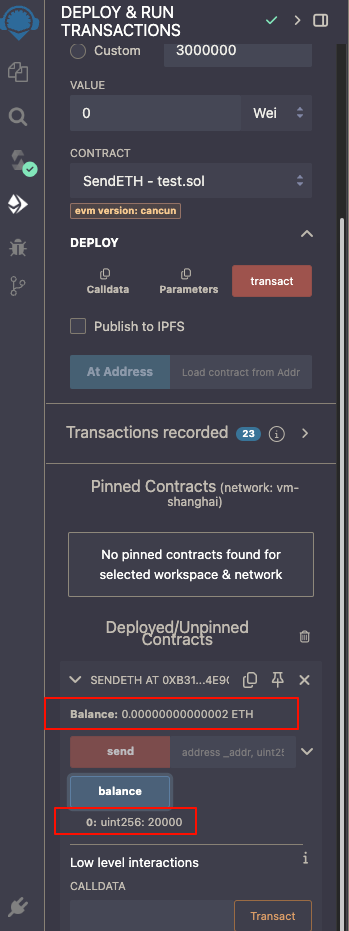 DEPLOY & RUN
TRANSACTIONS
Custom 3000000
VALUE
0 Wei
CONTRACT
SendETH - test.sol
evm version: cancun
DEPLOY
Calldata Parameters transact
Publish to IPFS
At Address Load contract from Addr
Transactions recorded 23 i
Pinned Contracts (network: vm-
shanghai)
No pinned contracts found for
selected workspace & network
Deployed/Unpinned
Contracts
SENDETH AT 0XB31...4E9C
Balance: 0.00000000000002 ETH
send address _addr, uint25
balance
0: uint256: 20000
Low level interactions i
CALLDATA
Transact